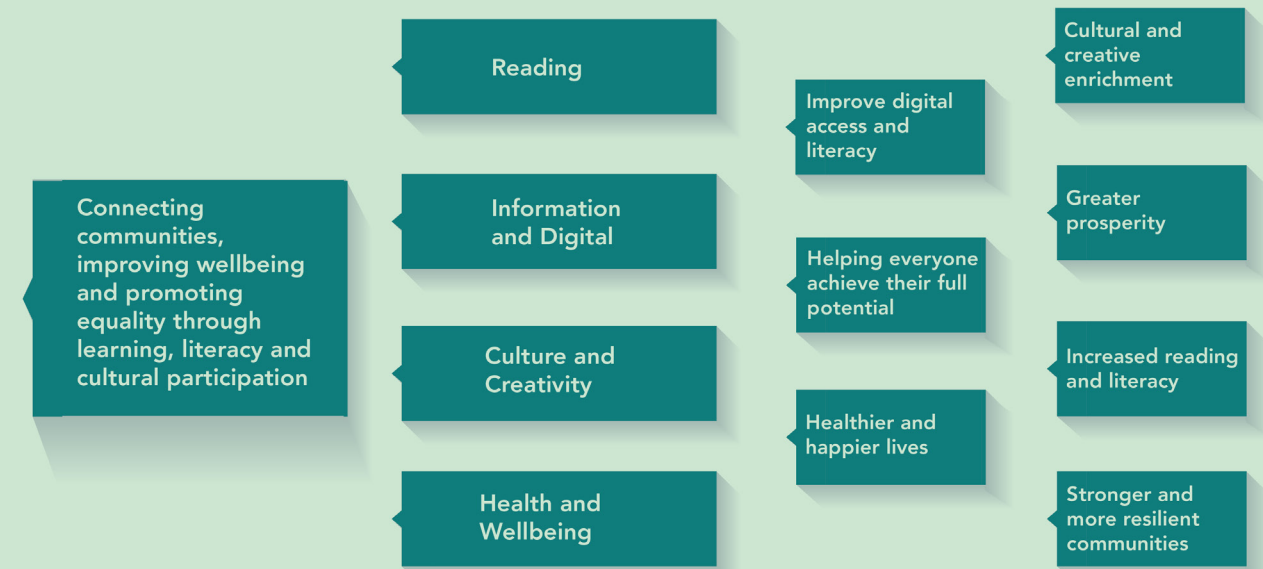 Connecting
communities,
improving wellbeing
and promoting
equality through
learning, literacy and
cultural participation
Reading
Information
and Digital
Culture and
Creativity
Health and
Wellbeing
Improve digital
access and
literacy
Helping everyone
achieve their full
potential
Healthier and
happier lives
Cultural and
creative
enrichment
Greater
prosperity
Increased reading
and literacy
Stronger and
more resilient
communities